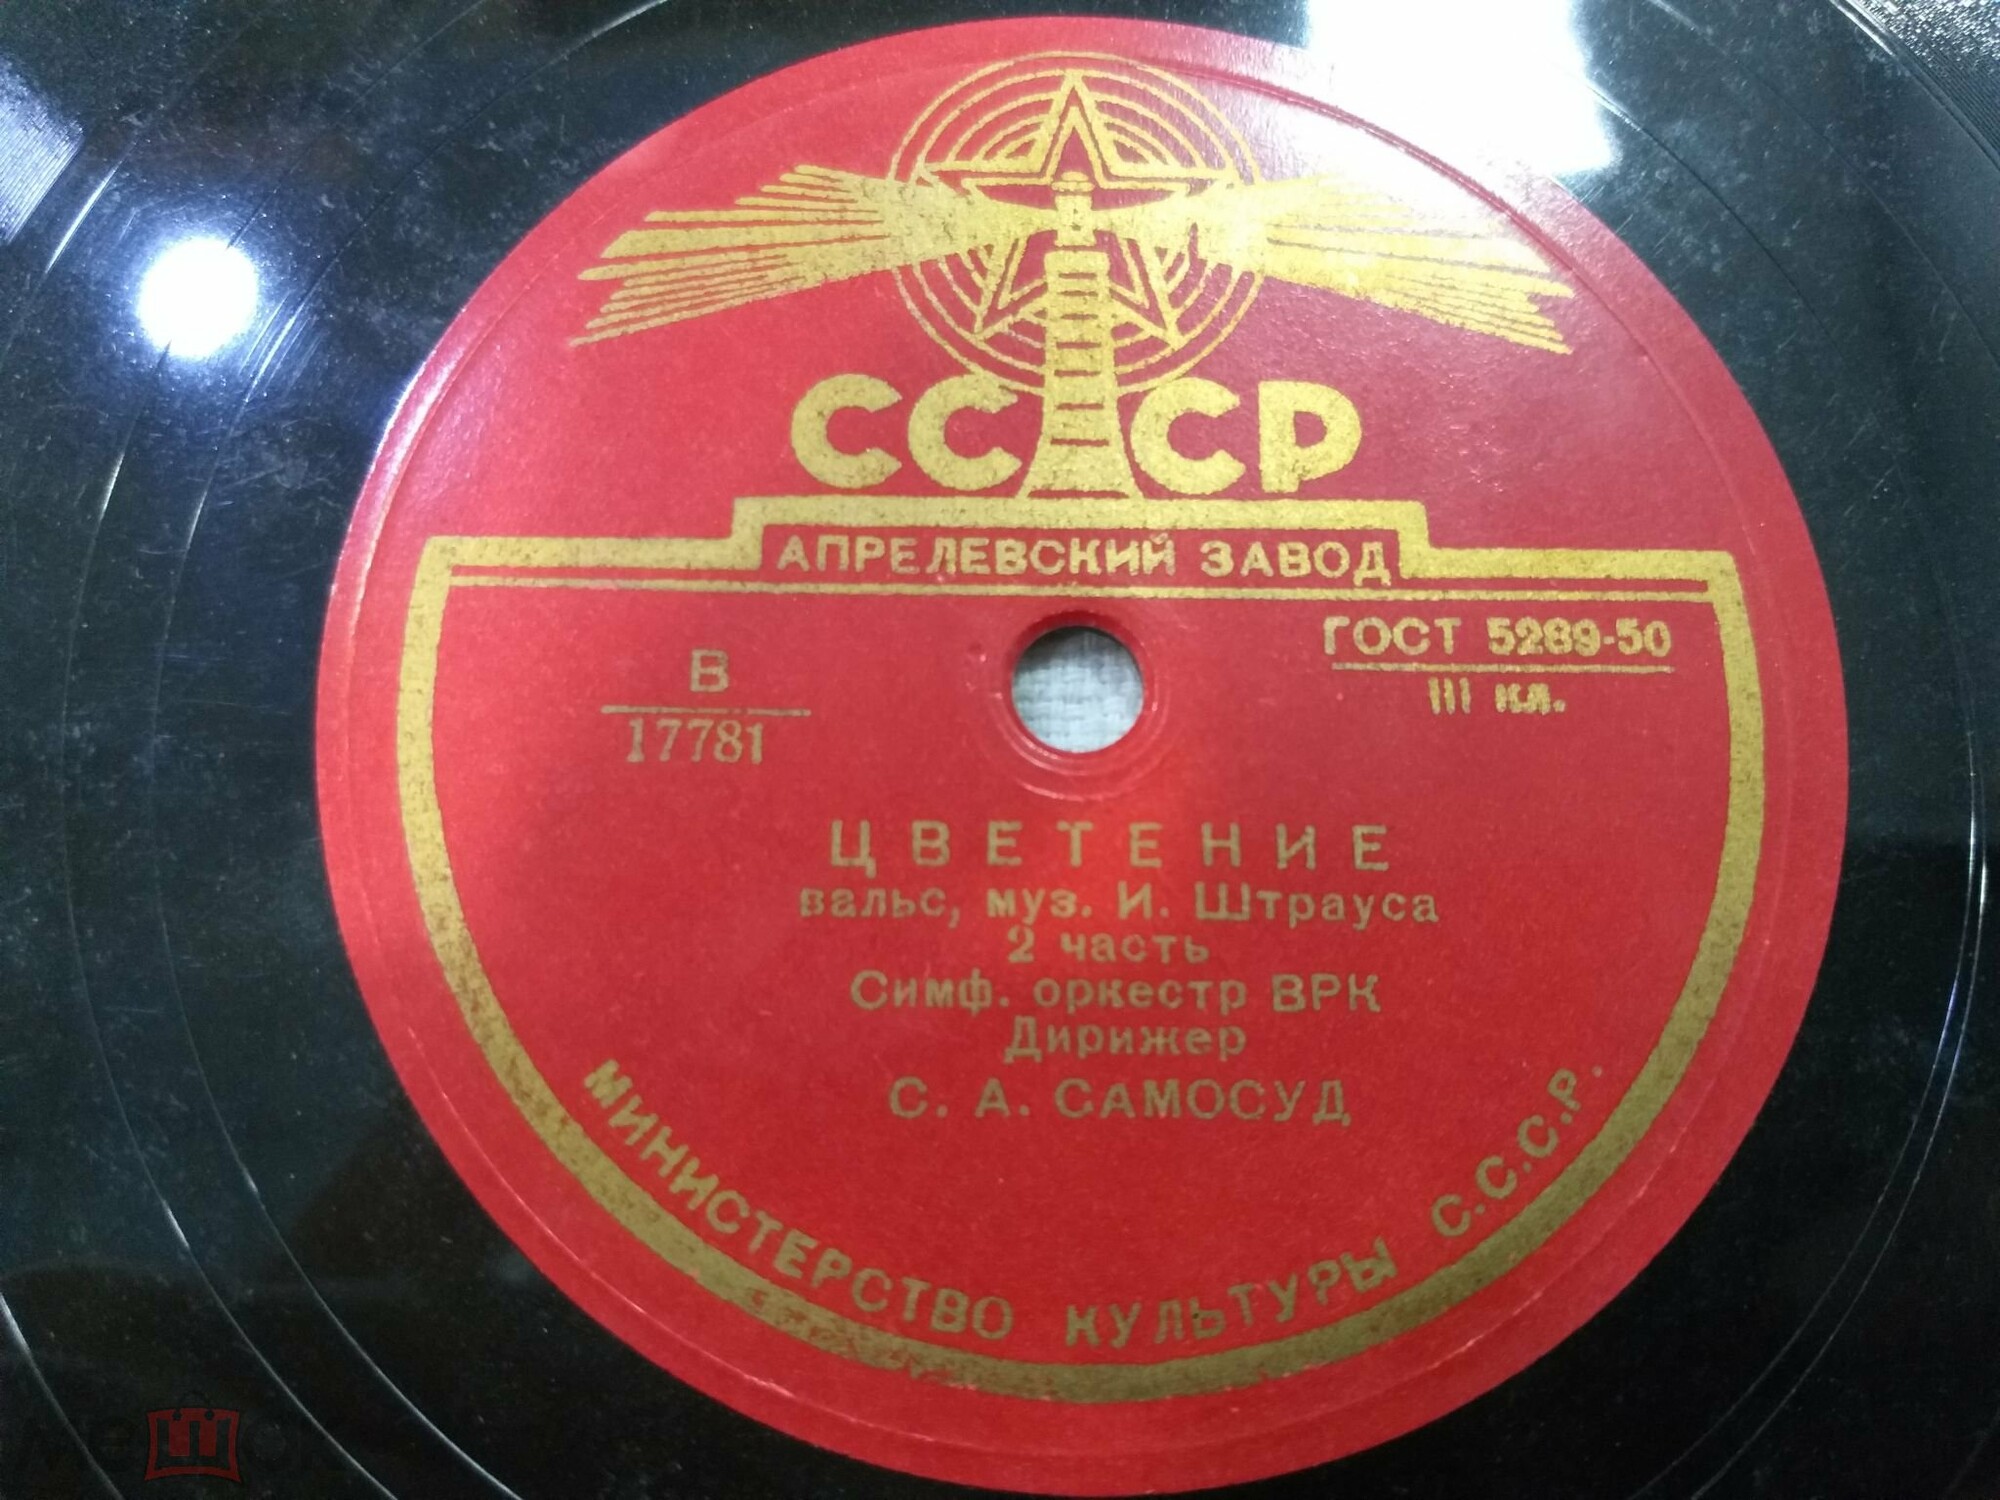 СССР
АПРЕЛЕВСКИЙ ЗАВОД
ГОСТ 5289-50
III кл.
В
17781
ЦВЕТЕНИЕ
вальс, муз. И. Штрауса
2 часть
Симф. оркестр ВРК
Дирижер
С. А. САМОСУД
МИНИСТЕРСТВО КУЛЬТУРЫ С.С.С.Р.